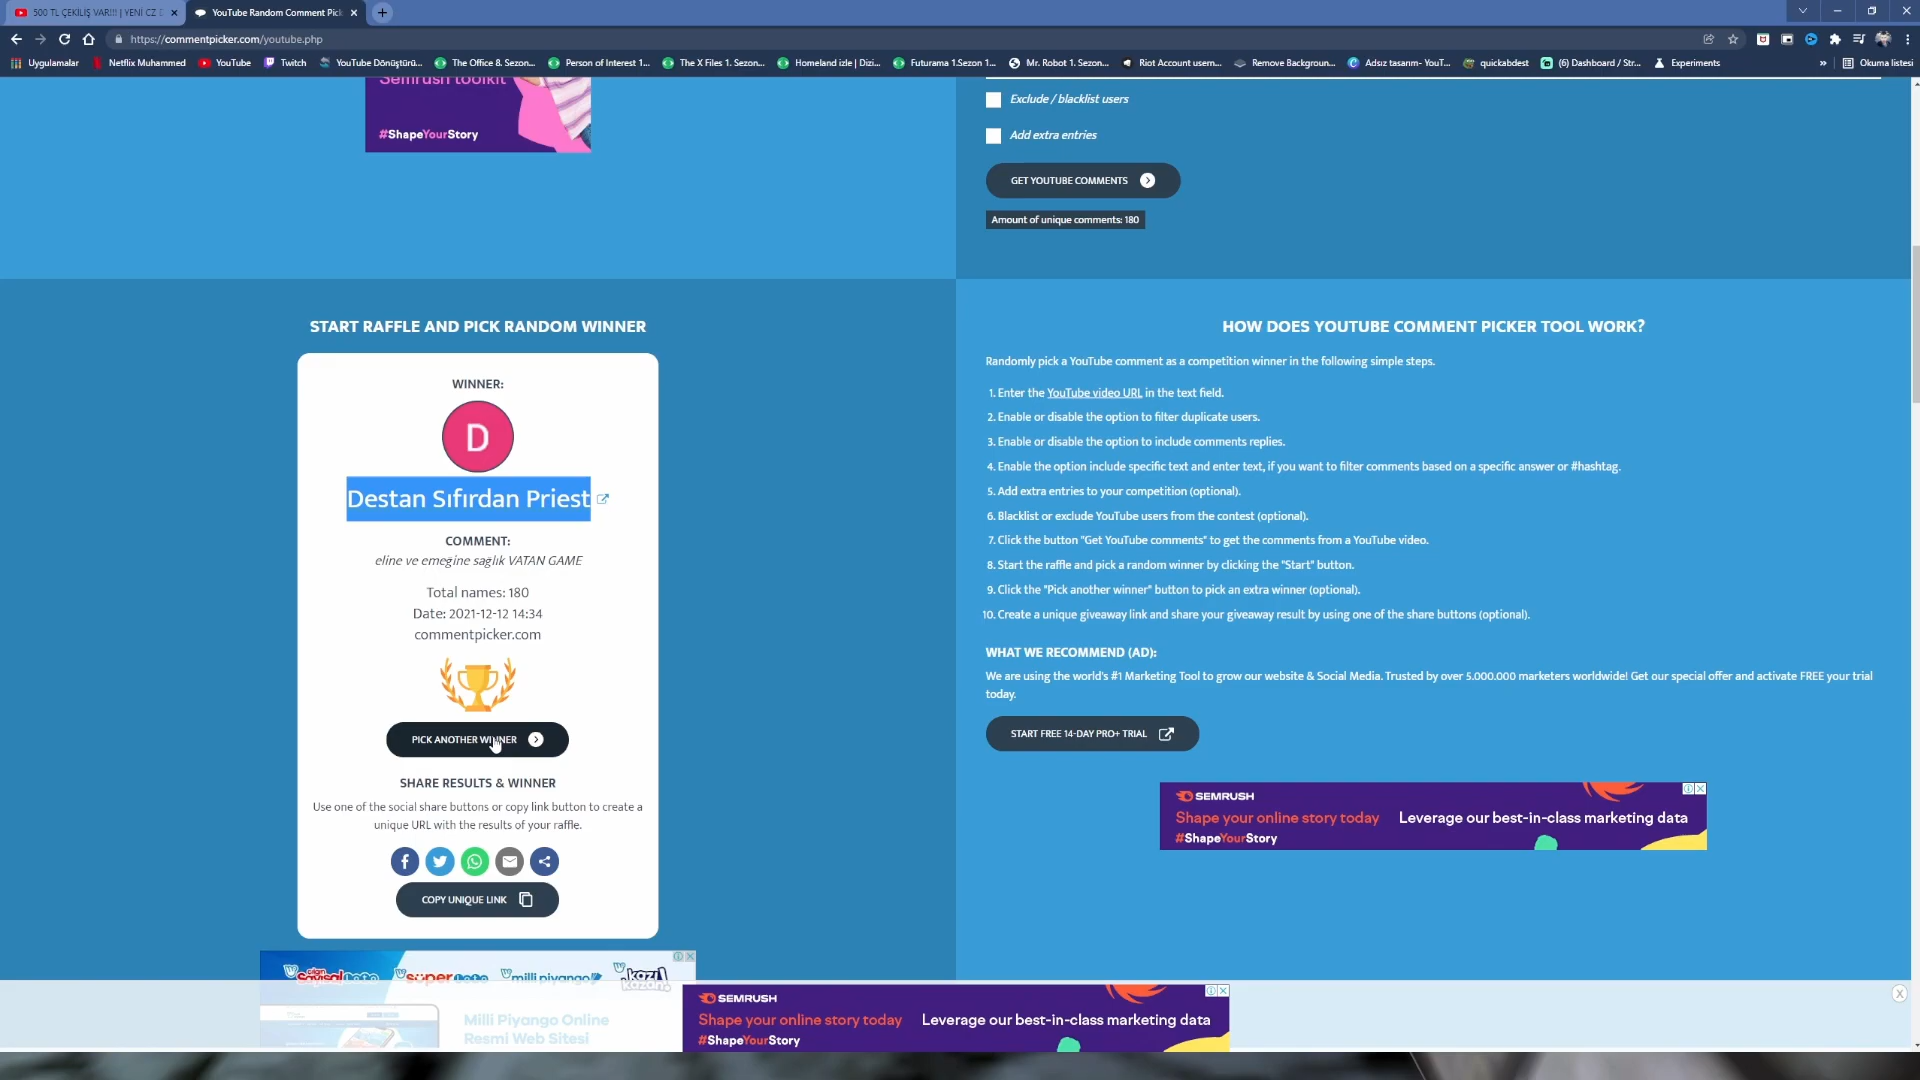 500 TL ÇEKİLİŞ VAR!!! | YENİ CZ
YouTube Random Comment Pick
https://commentpicker.com/youtube.php
Uygulamalar
Netflix Muhammed
YouTube
Twitch
YouTube Dönüştürü...
The Office 8. Sezon...
Person of Interest 1...
The X Files 1. Sezon...
Homeland izle | Dizi...
Futurama 1.Sezon 1...
Mr. Robot 1. Sezon...
Riot Account usern...
Remove Backgroun...
Adsız tasarım- YouT...
quickabdest
(6) Dashboard / Str...
Experiments
»
Okuma listesi
Semrush toolkit
#ShapeYourStory
Exclude / blacklist users
Add extra entries
GET YOUTUBE COMMENTS
Amount of unique comments: 180
START RAFFLE AND PICK RANDOM WINNER
WINNER:
D
Destan Sıfırdan Priest
COMMENT:
eline ve emeğine sağlık VATAN GAME
Total names: 180
Date: 2021-12-12 14:34
commentpicker.com
PICK ANOTHER WINNER
SHARE RESULTS & WINNER
Use one of the social share buttons or copy link button to create a
unique URL with the results of your raffle.
COPY UNIQUE LINK
HOW DOES YOUTUBE COMMENT PICKER TOOL WORK?
Randomly pick a YouTube comment as a competition winner in the following simple steps.
1. Enter the YouTube video URL in the text field.
2. Enable or disable the option to filter duplicate users.
3. Enable or disable the option to include comments replies.
4. Enable the option include specific text and enter text, if you want to filter comments based on a specific answer or #hashtag.
5. Add extra entries to your competition (optional).
6. Blacklist or exclude YouTube users from the contest (optional).
7. Click the button "Get YouTube comments" to get the comments from a YouTube video.
8. Start the raffle and pick a random winner by clicking the "Start" button.
9. Click the "Pick another winner" button to pick an extra winner (optional).
10. Create a unique giveaway link and share your giveaway result by using one of the share buttons (optional).
WHAT WE RECOMMEND (AD):
We are using the world's #1 Marketing Tool to grow our website & Social Media. Trusted by over 5.000.000 marketers worldwide! Get our special offer and activate FREE your trial
today.
START FREE 14-DAY PRO+ TRIAL
SEMRUSH
Shape your online story today Leverage our best-in-class marketing data
#ShapeYourStory
Çılgın Sayısal Loto
süper Loto
milli piyango
kazı kazan!
Milli Piyango Online
Resmi Web Sitesi
SEMRUSH
Shape your online story today Leverage our best-in-class marketing data
#ShapeYourStory
X